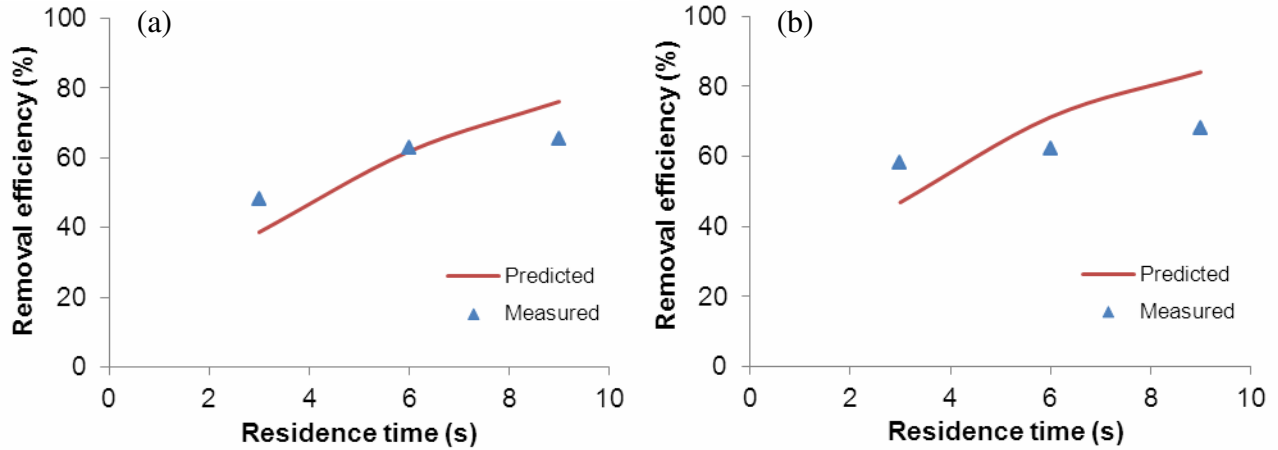 (a)
Removal efficiency (%)
100
80
60
40
20
0
0 2 4 6 8 10
Residence time (s)
Predicted
Measured
(b)
Removal efficiency (%)
100
80
60
40
20
0
0 2 4 6 8 10
Residence time (s)
Predicted
Measured